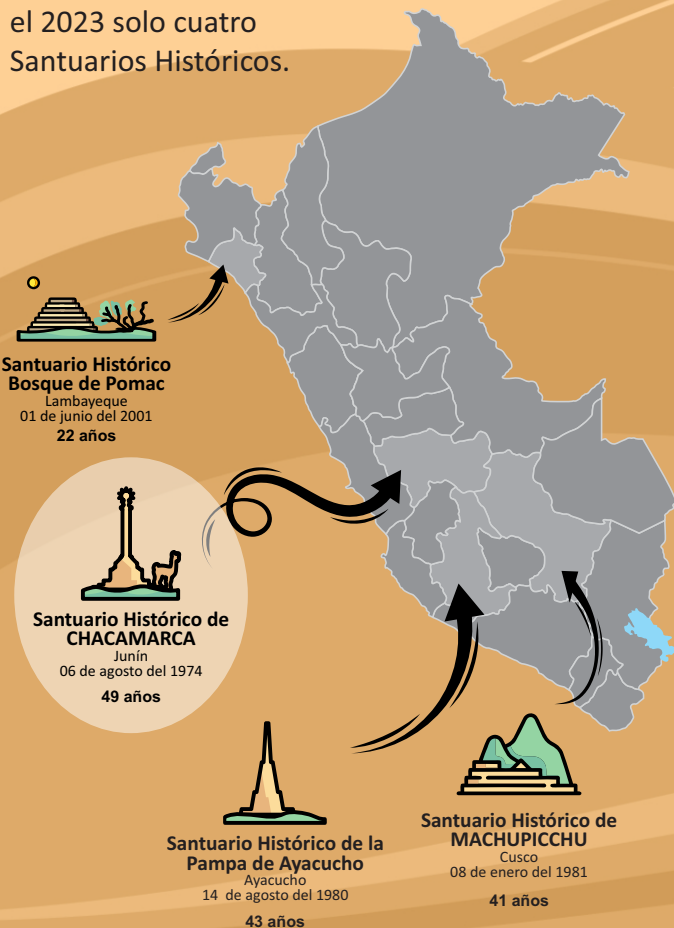 el 2023 solo cuatro
Santuarios Históricos.
Santuario Histórico
Bosque de Pomac
Lambayeque
01 de junio del 2001
22 años
Santuario Histórico de
CHACAMARCA
Junín
06 de agosto del 1974
49 años
Santuario Histórico de la
Pampa de Ayacucho
Ayacucho
14 de agosto del 1980
43 años
Santuario Histórico de
MACHUPICCHU
Cusco
08 de enero del 1981
41 años